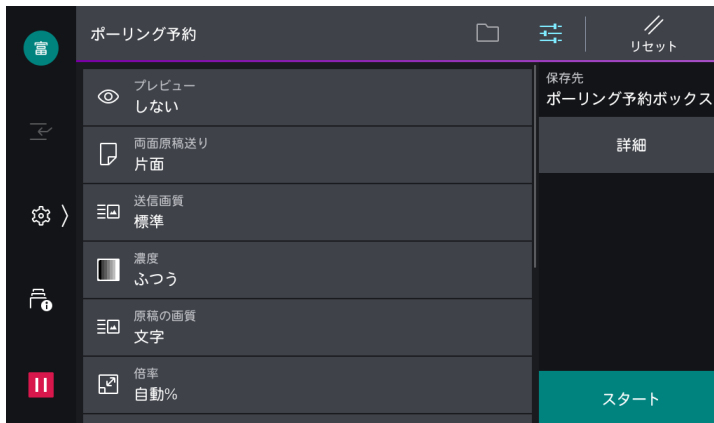 富
ポーリング予約
リセット
プレビュー
しない
両面原稿送り
片面
送信画質
標準
濃度
ふつう
原稿の画質
文字
倍率
自動%
保存先
ポーリング予約ボックス
詳細
スタート